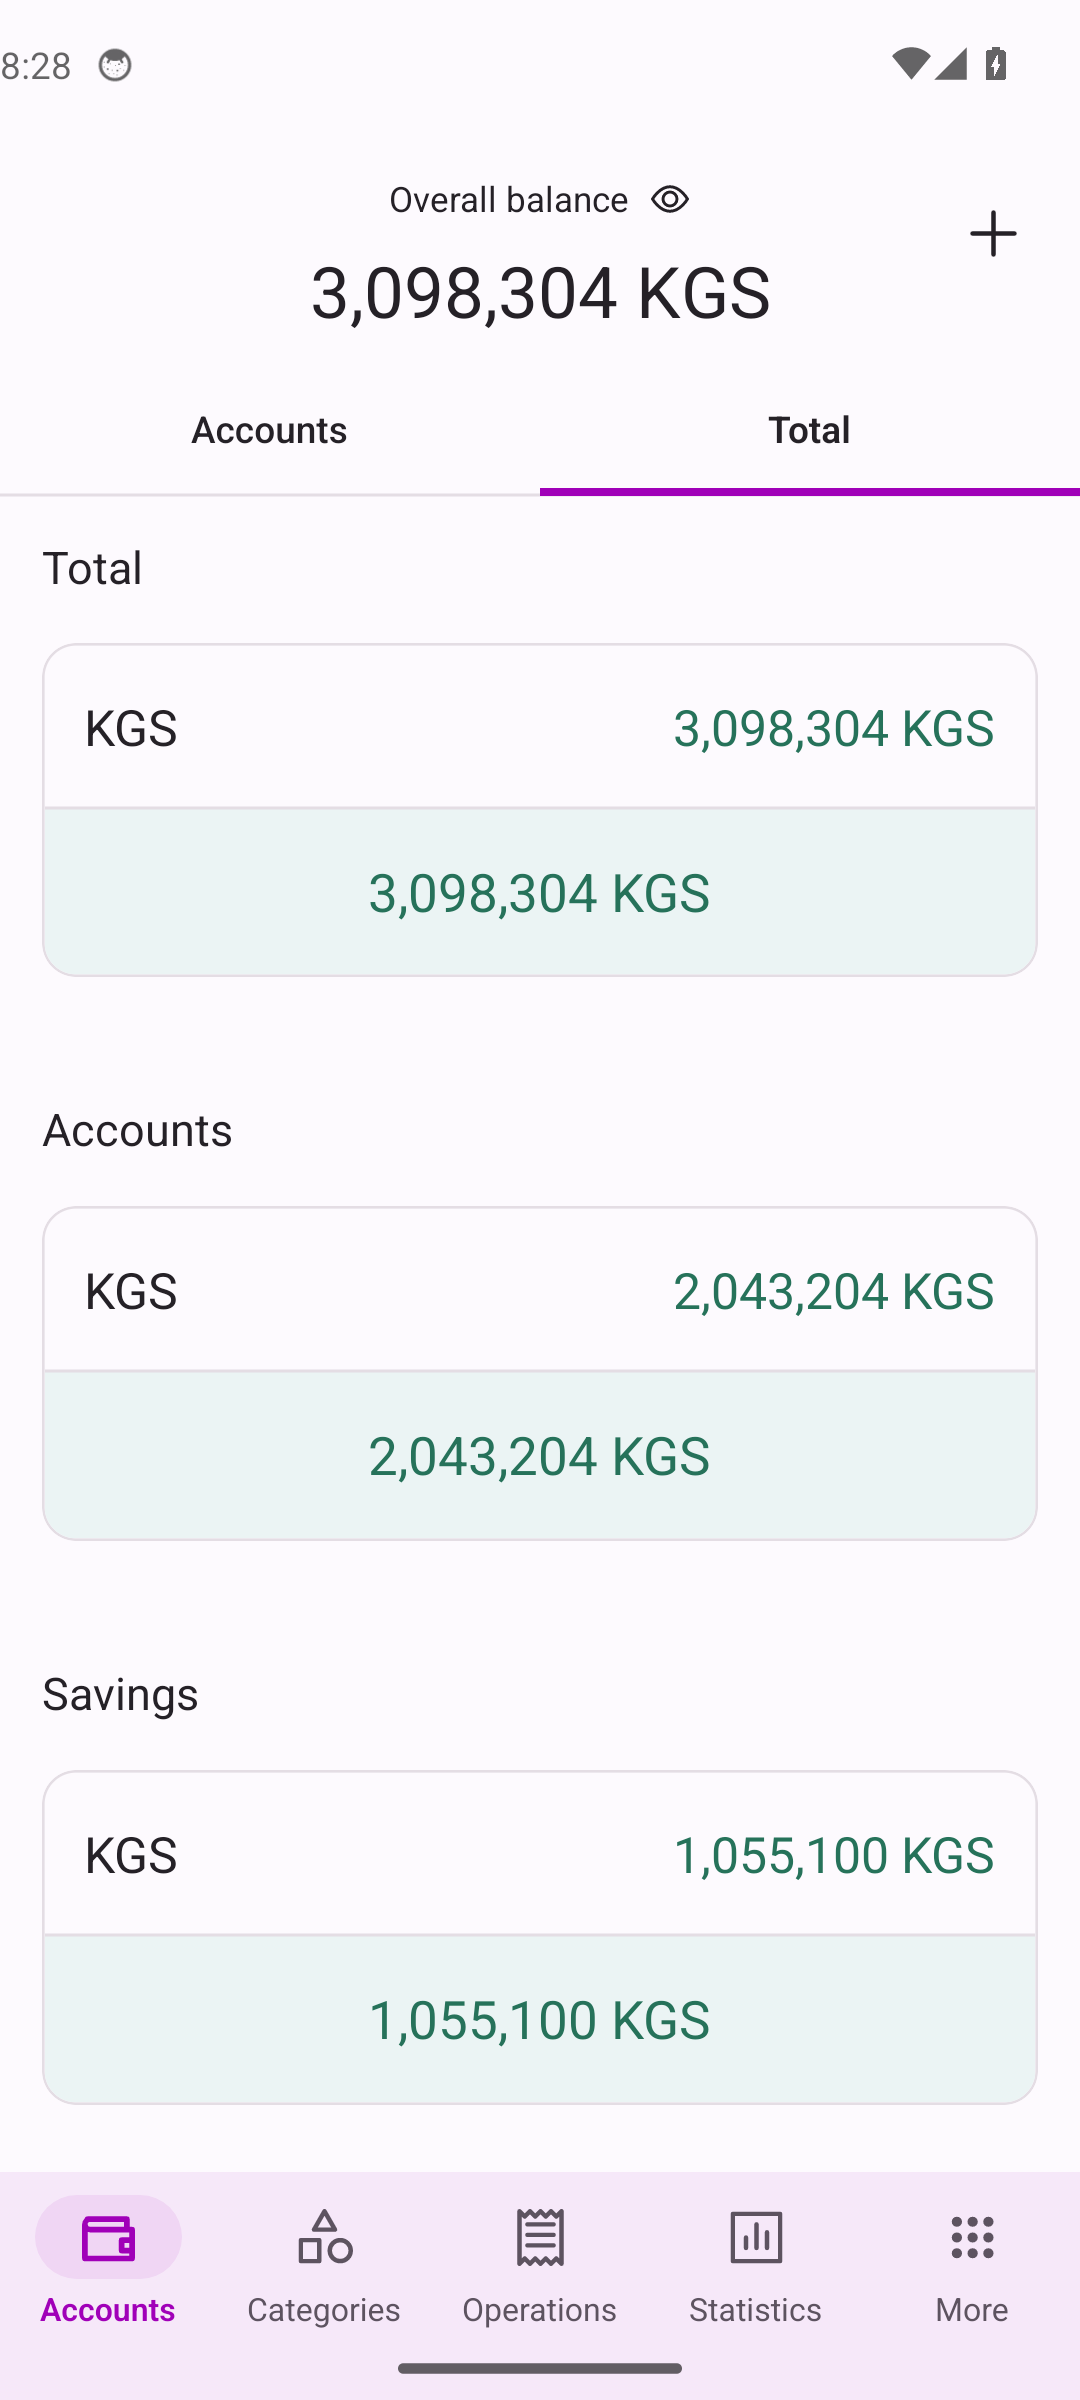 8:28
Overall balance
3,098,304 KGS
Accounts
Total
Total
KGS
3,098,304 KGS
3,098,304 KGS
Accounts
KGS
2,043,204 KGS
2,043,204 KGS
Savings
KGS
1,055,100 KGS
1,055,100 KGS
Accounts
Categories
Operations
Statistics
More